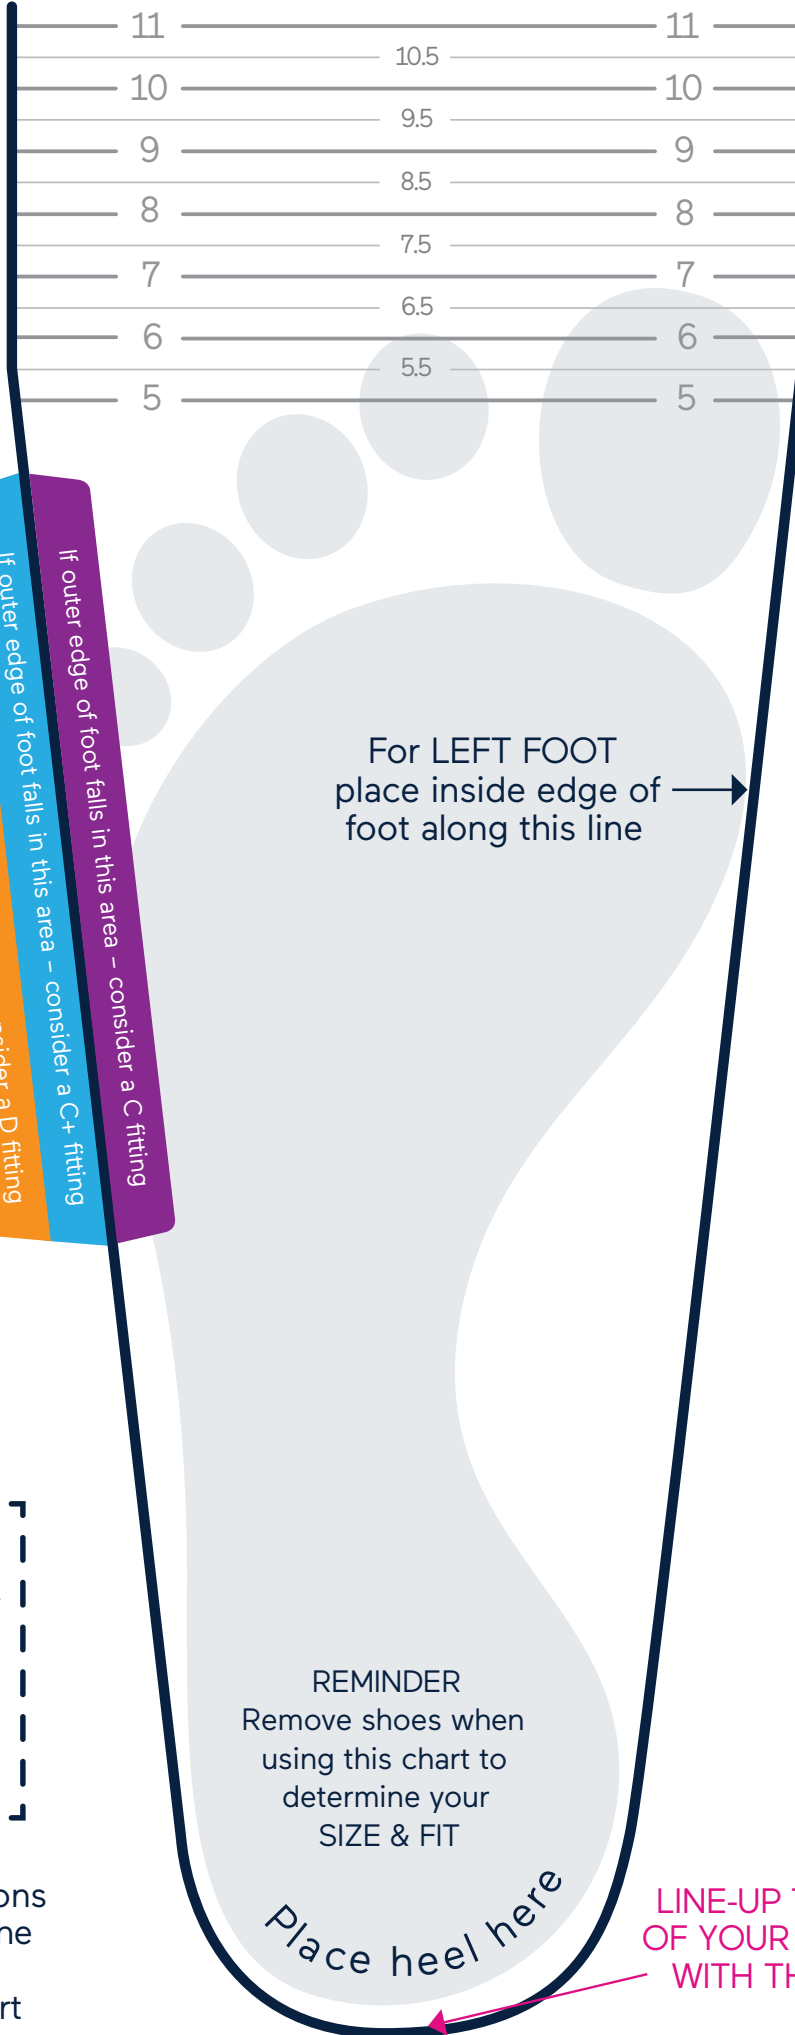 11 11
10.5
10 10
9.5
9 9
8.5
8 8
7.5
7 7
6.5
6 6
5.5
5 5
If outer edge of foot falls in this area – consider a C fitting
If outer edge of foot falls in this area – consider a C+ fitting
a D fitting
For LEFT FOOT
place inside edge of
foot along this line
REMINDER
Remove shoes when
using this chart to
determine your
SIZE & FIT
Place heel here
LINE-UP
OF YOUR
WITH